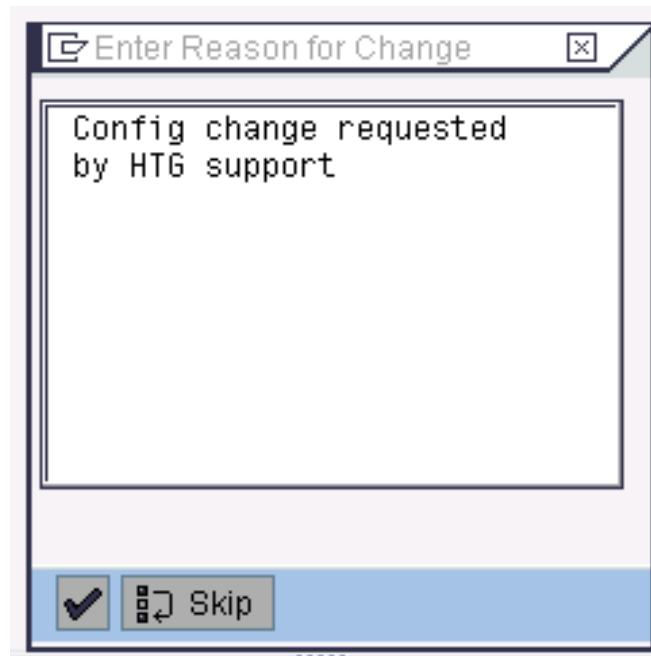 Enter Reason for Change
Config change requested
by HTG support
Skip